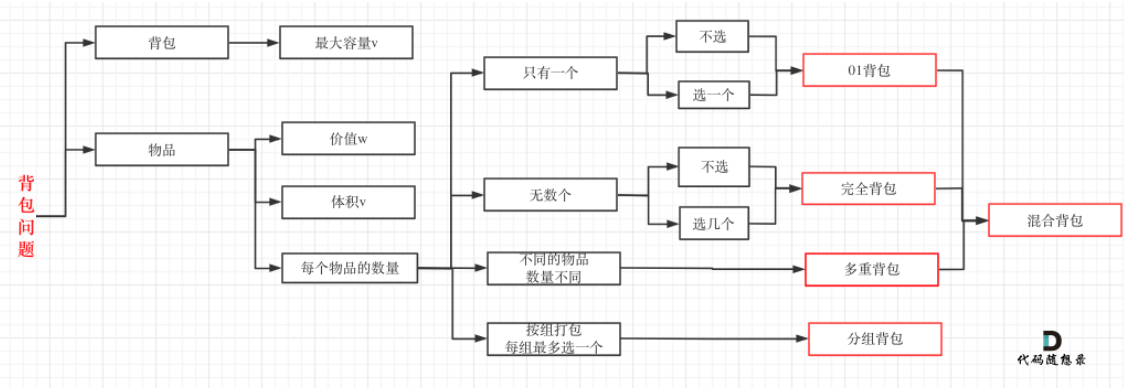 背包问题
背包
最大容量v
物品
价值w
体积v
每个物品的数量
只有一个
不选
选一个
01背包
无数个
不选
选几个
完全背包
不同的物品
数量不同
多重背包
混合背包
按组打包
每组最多选一个
分组背包
代码随想录